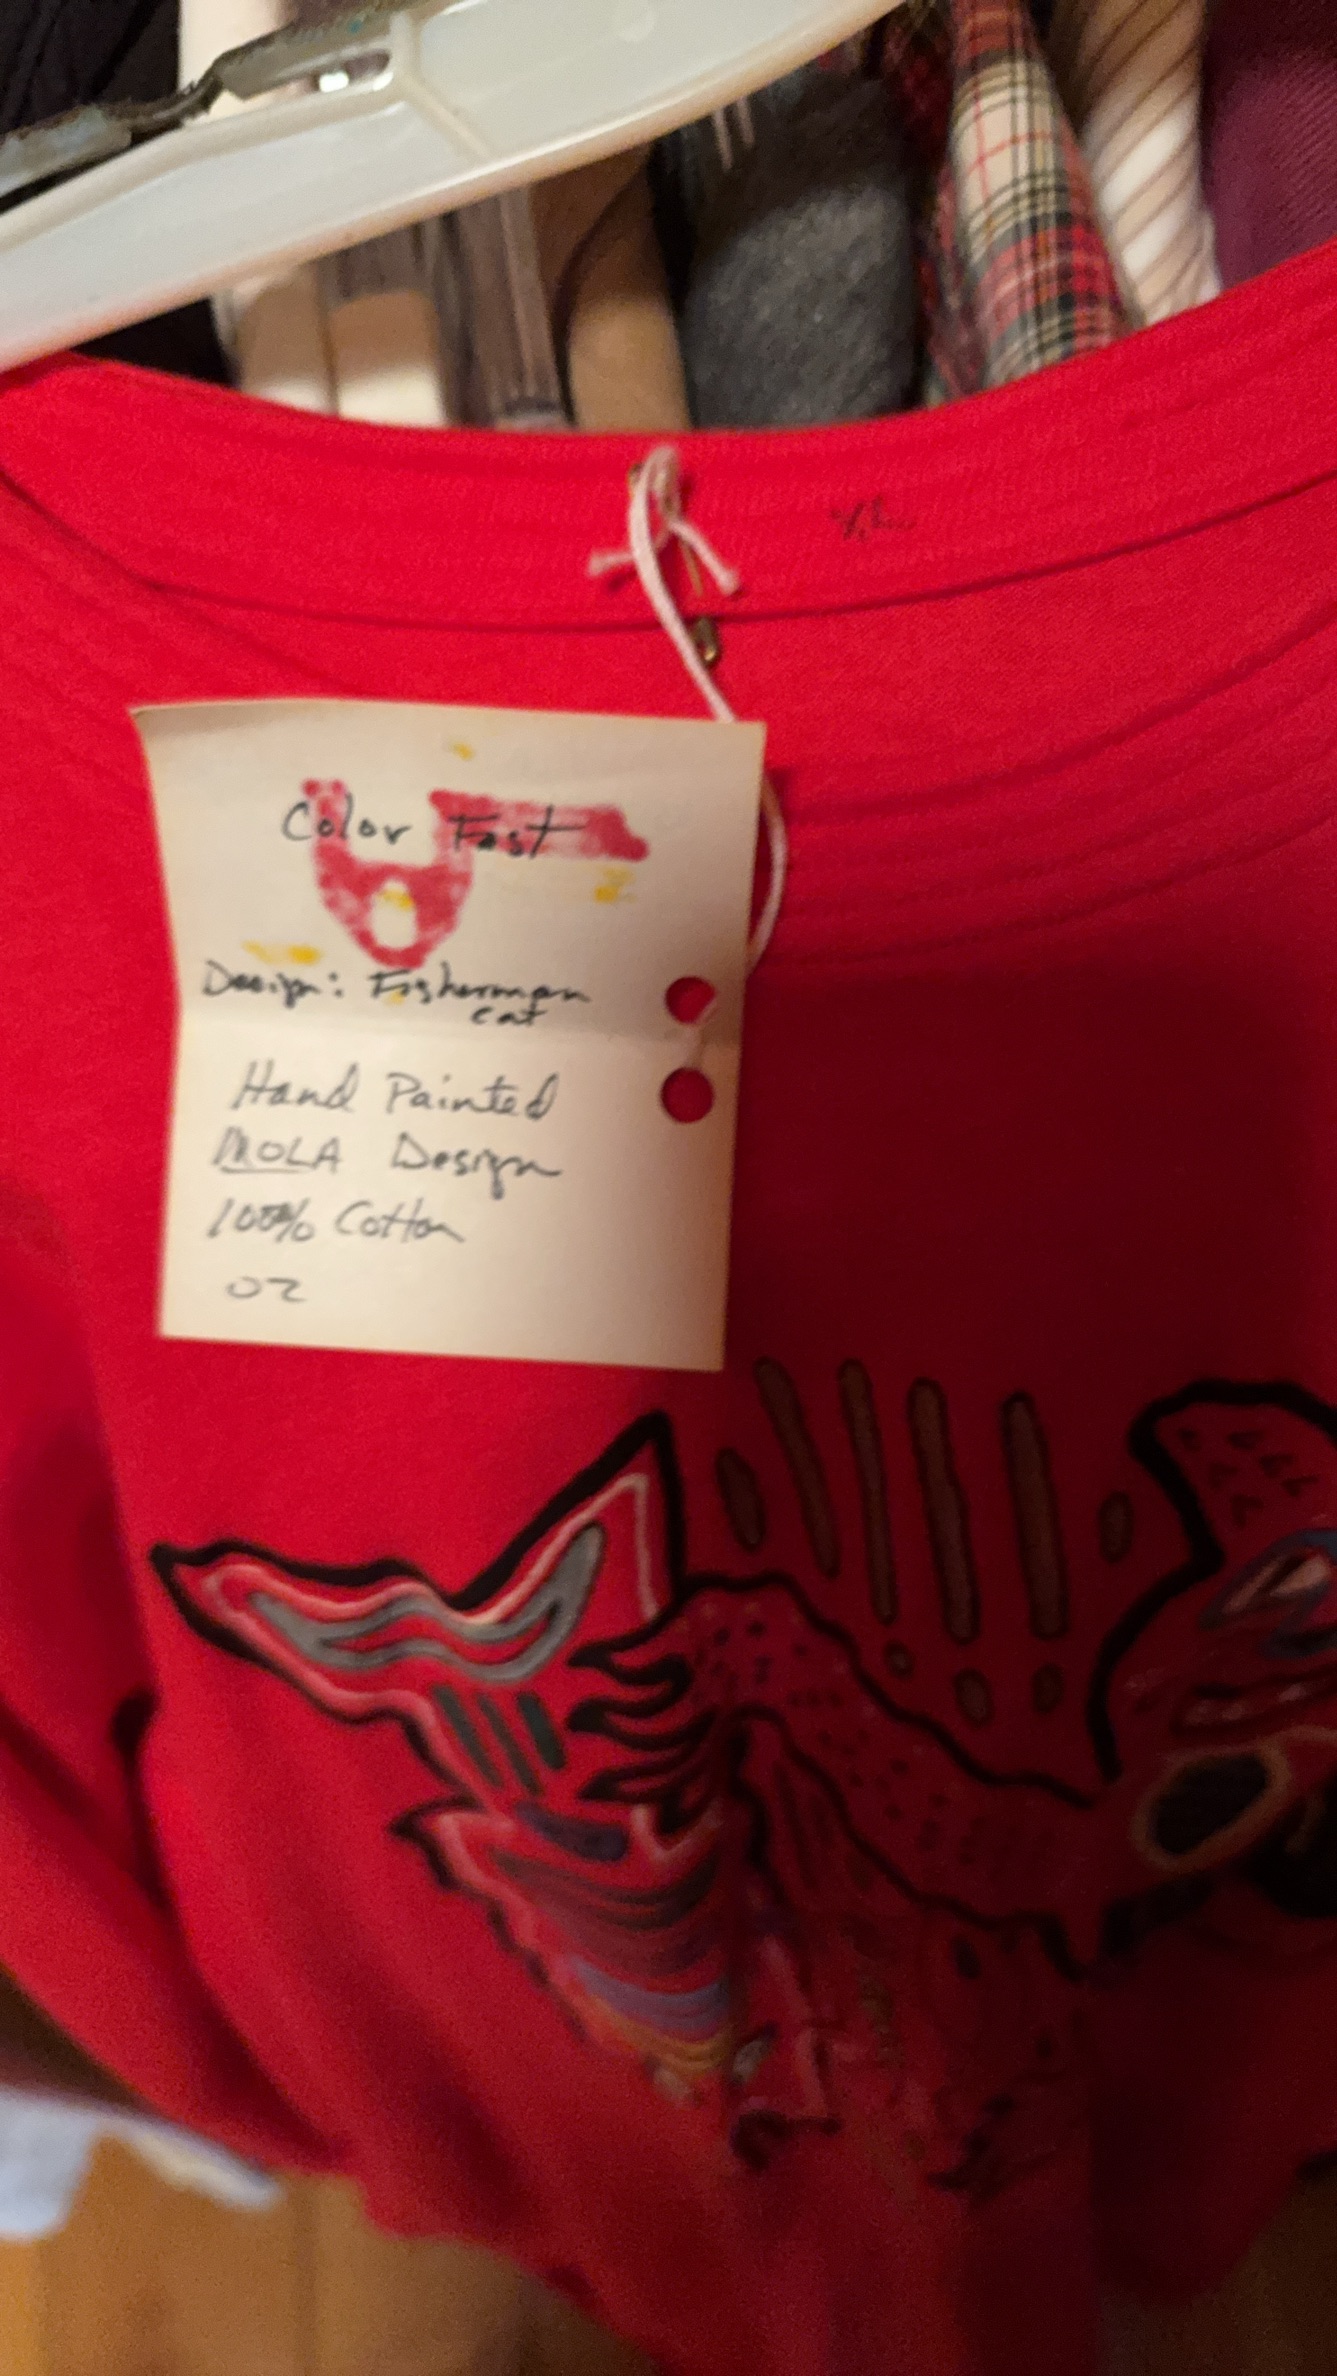 Color Fast
Design: Fisherman
cat
Hand Painted
MOLA Design
100% Cotton
OZ